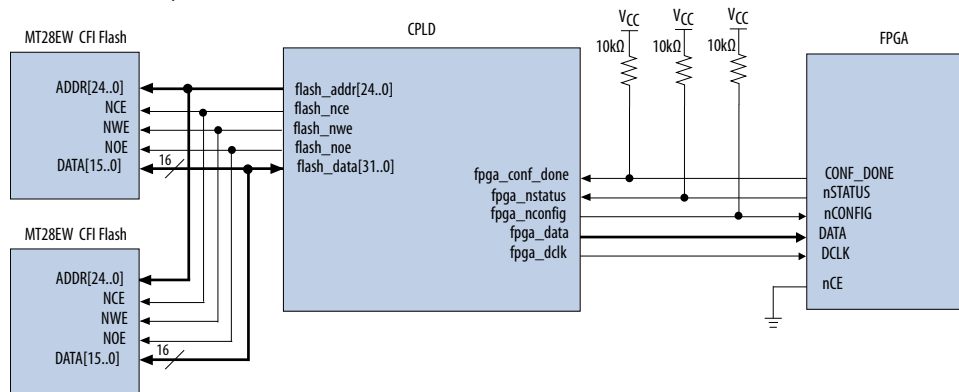 MT28EW CFI Flash
ADDR[24..0]
NCE
NWE
NOE
DATA[15..0]
16
MT28EW CFI Flash
ADDR[24..0]
NCE
NWE
NOE
DATA[15..0]
16
CPLD
flash_addr[24..0]
flash_nce
flash_nwe
flash_noe
flash_data[31..0]
fpga_conf_done
fpga_nstatus
fpga_nconfig
fpga_data
fpga_dclk
VCC VCC VCC
10kΩ 10kΩ 10kΩ
FPGA
CONF_DONE
nSTATUS
nCONFIG
DATA
DCLK
nCE